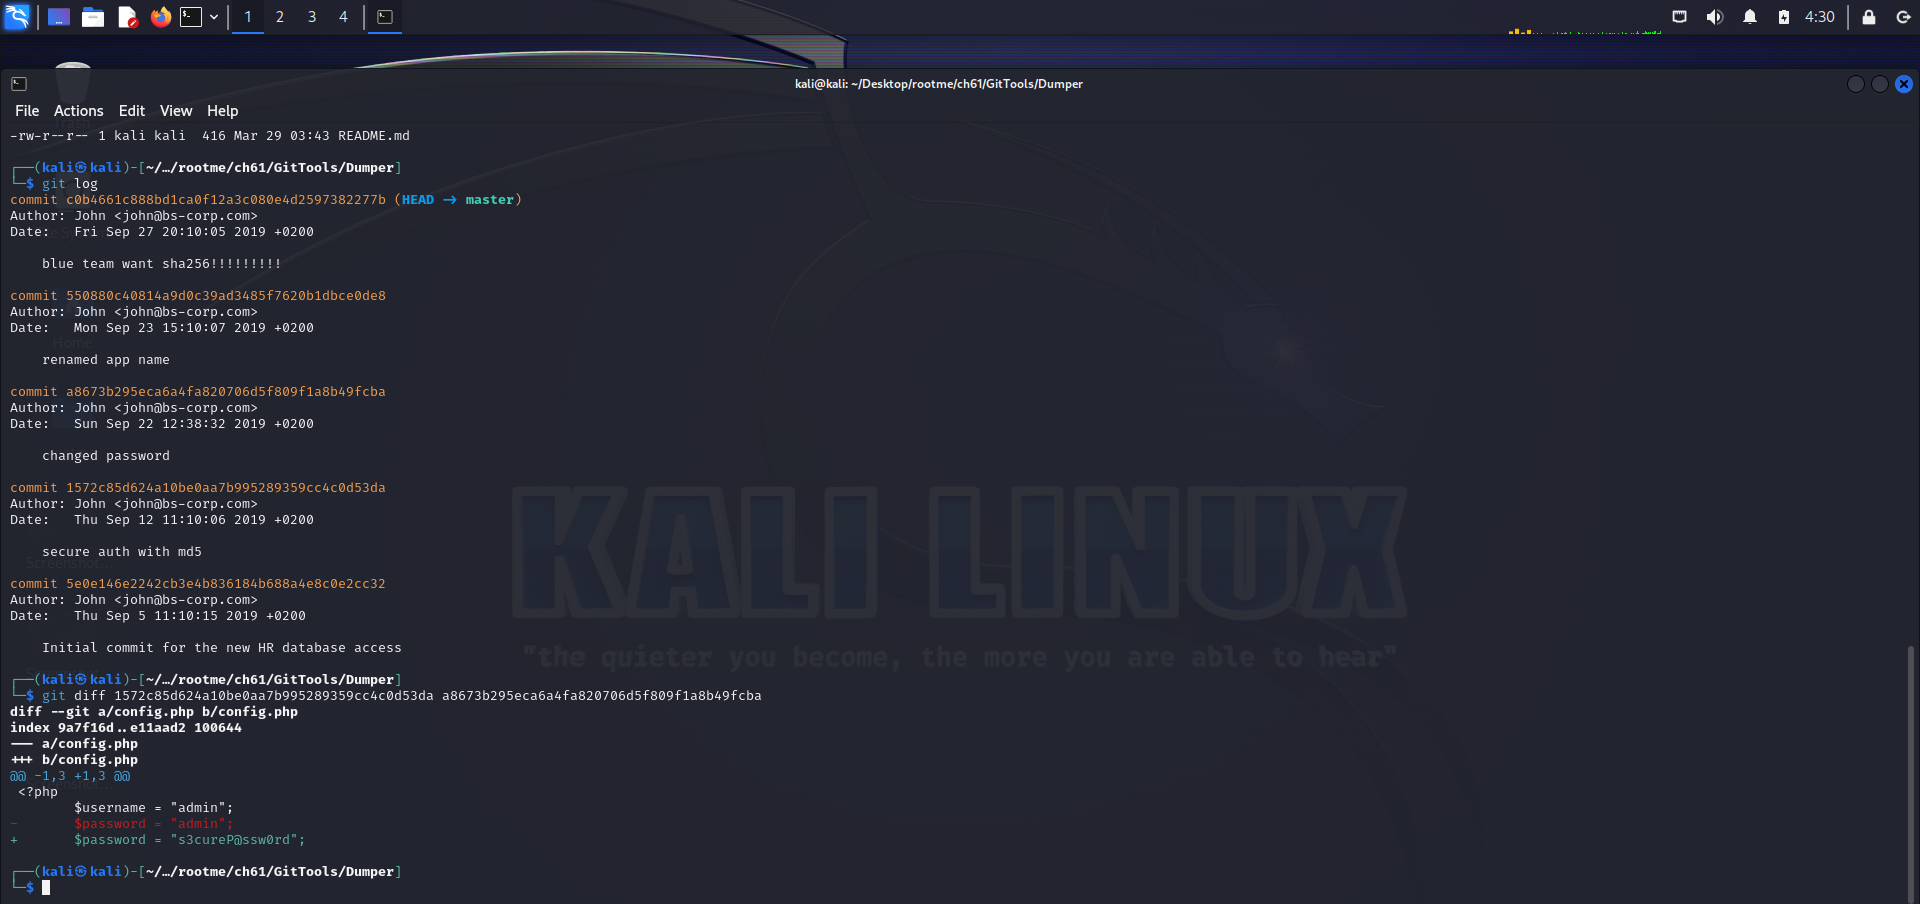 1 2 3 4 4:30
kali@kali: ~/Desktop/rootme/ch61/GitTools/Dumper
File Actions Edit View Help
-rw-r--r-- 1 kali kali  416 Mar 29 03:43 README.md
┌──(kali㉿kali)-[~/…/rootme/ch61/GitTools/Dumper]
└─$ git log
commit c0b4661c888bd1ca0f12a3c080e4d2597382277b (HEAD -> master)
Author: John <john@bs-corp.com>
Date:   Fri Sep 27 20:10:05 2019 +0200
    blue team want sha256!!!!!!!!!
commit 550880c40814a9d0c39ad3485f7620b1dbce0de8
Author: John <john@bs-corp.com>
Date:   Mon Sep 23 15:10:07 2019 +0200
Home
    renamed app name
commit a8673b295eca6a4fa820706d5f809f1a8b49fcba
Author: John <john@bs-corp.com>
Date:   Sun Sep 22 12:38:32 2019 +0200
    changed password
commit 1572c85d624a10be0aa7b995289359cc4c0d53da
Author: John <john@bs-corp.com>
Date:   Thu Sep 12 11:10:06 2019 +0200
    secure auth with md5
Screenshot...
commit 5e0e146e2242cb3e4b836184b688a4e8c0e2cc32
Author: John <john@bs-corp.com>
Date:   Thu Sep 5 11:10:15 2019 +0200
    Initial commit for the new HR database access
KALI LINUX
"the quieter you become, the more you are able to hear"
┌──(kali㉿kali)-[~/…/rootme/ch61/GitTools/Dumper]
└─$ git diff 1572c85d624a10be0aa7b995289359cc4c0d53da a8673b295eca6a4fa820706d5f809f1a8b49fcba
diff --git a/config.php b/config.php
index 9a7f16d..e11aad2 100644
--- a/config.php
+++ b/config.php
@@ -1,3 +1,3 @@
 <?php
        $username = "admin";
-       $password = "admin";
+       $password = "s3cureP@ssw0rd";
┌──(kali㉿kali)-[~/…/rootme/ch61/GitTools/Dumper]
└─$